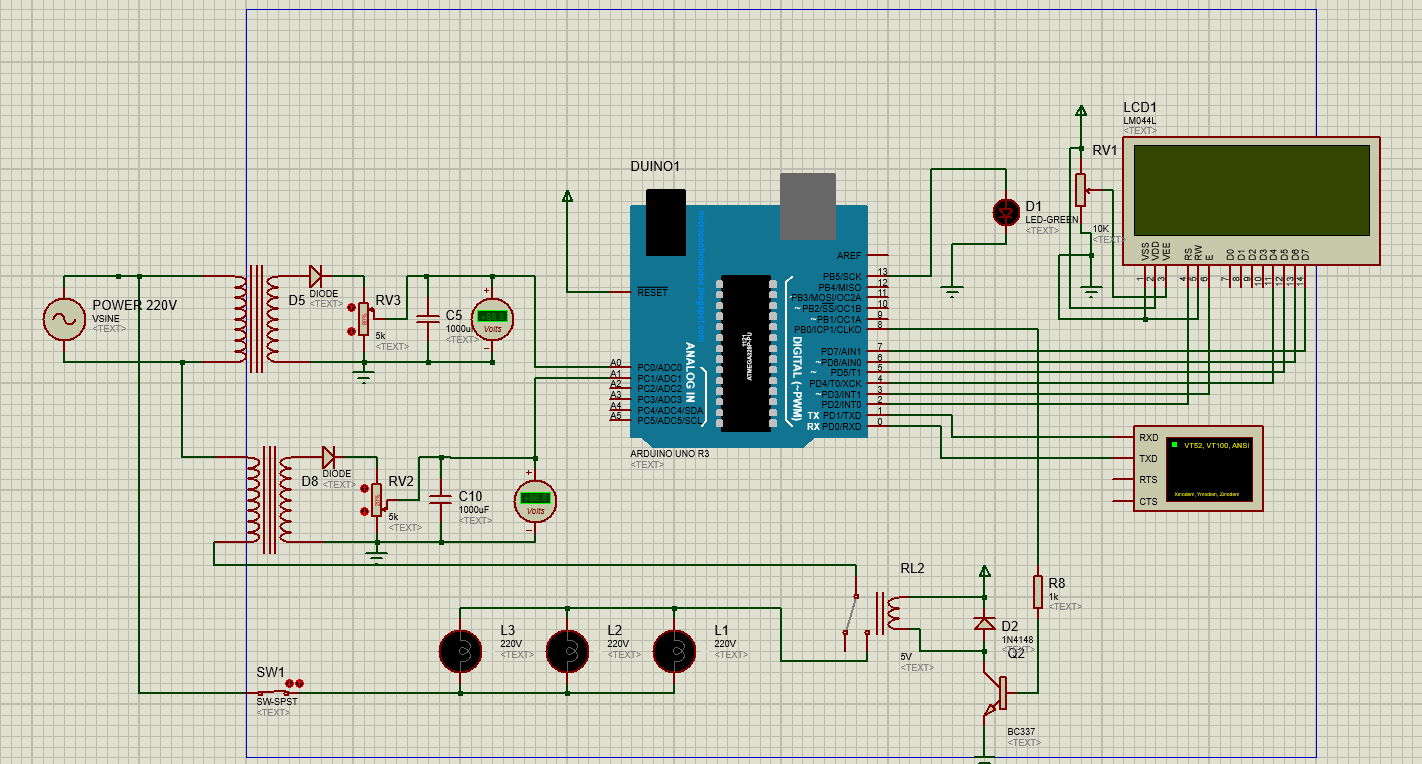 LCD1
LM044L
<TEXT>
RV1
10K
<TEXT>
VSS
VDD
VEE
RS
RW
E
D0
D1
D2
D3
D4
D5
D6
D7
1
2
3
4
5
6
7
8
9
10
11
12
13
14
DUINO1
D1
LED-GREEN
<TEXT>
RESET
AREF
PB5/SCK
PB4/MISO
PB3/MOSI/OC2A
~PB2/SS/OC1B
~PB1/OC1A
PB0/ICP1/CLKO
PD7/AIN1
~PD6/AIN0
~PD5/T1
PD4/T0/XCK
~PD3/INT1
PD2/INT0
TX PD1/TXD
RX PD0/RXD
13
12
11
10
9
8
7
6
5
4
3
2
1
0
ANALOG IN
DIGITAL (~PWM)
ATMEGA328P-PU
1121
A0
A1
A2
A3
A4
A5
PC0/ADC0
PC1/ADC1
PC2/ADC2
PC3/ADC3
PC4/ADC4/SDA
PC5/ADC5/SCL
ARDUINO UNO R3
<TEXT>
POWER 220V
VSINE
<TEXT>
D5
DIODE
<TEXT>
RV3
5k
<TEXT>
C5
1000uF
<TEXT>
+
Volts
−
D8
DIODE
<TEXT>
RV2
5k
<TEXT>
C10
1000uF
<TEXT>
+
Volts
−
RXD
TXD
RTS
CTS
VT52, VT100, ANSI
Xmodem, Ymodem, Zmodem
RL2
5V
<TEXT>
R8
1k
<TEXT>
D2
1N4148
<TEXT>
Q2
BC337
<TEXT>
L3
220V
<TEXT>
L2
220V
<TEXT>
L1
220V
<TEXT>
SW1
SW-SPST
<TEXT>